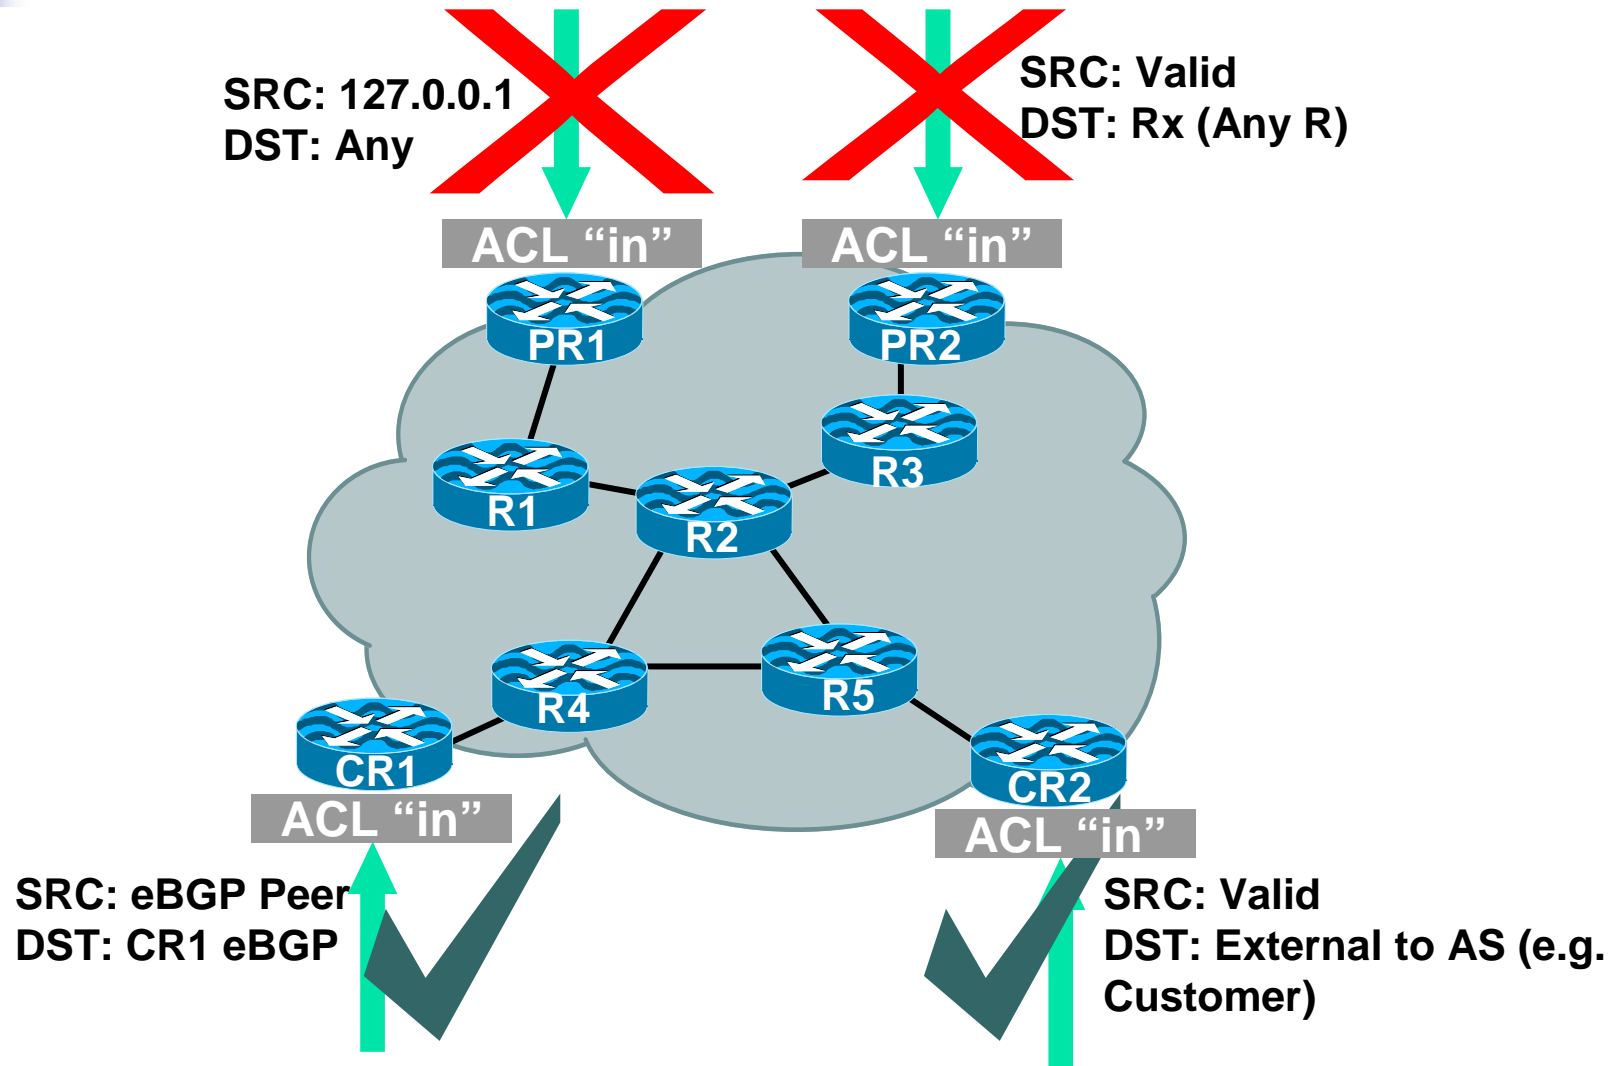 SRC: 127.0.0.1
DST: Any
SRC: Valid
DST: Rx (Any R)
ACL “in”
ACL “in”
PR1
PR2
R3
R1
R2
R4
R5
CR1
CR2
ACL “in”
ACL “in”
SRC: eBGP Peer
DST: CR1 eBGP
SRC: Valid
DST: External to AS (e.g.
Customer)